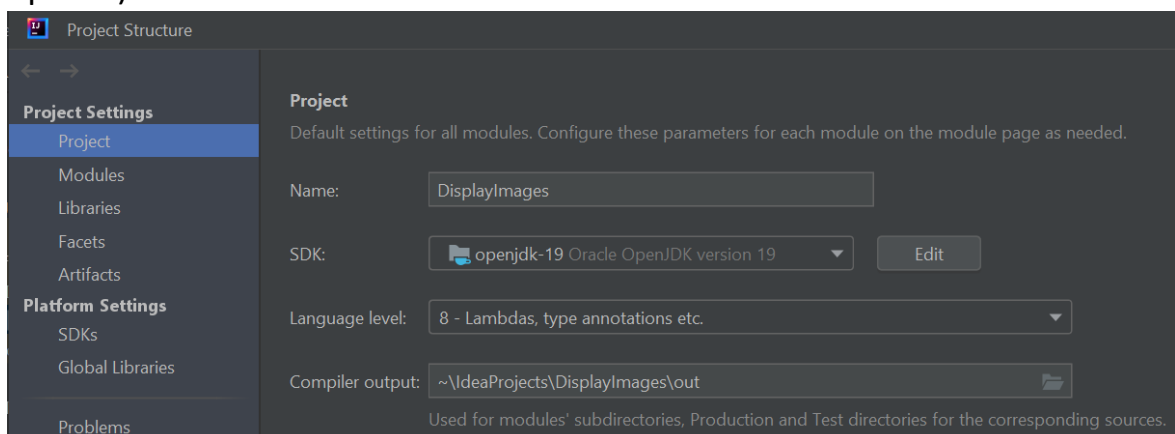 Project Structure
Project Settings
Project
Modules
Libraries
Facets
Artifacts
Platform Settings
SDKs
Global Libraries
Problems
Project
Default settings for all modules. Configure these parameters for each module on the module page as needed.
Name: DisplayImages
SDK: openjdk-19 Oracle OpenJDK version 19 Edit
Language level: 8 - Lambdas, type annotations etc.
Compiler output: ~\IdeaProjects\DisplayImages\out
Used for modules' subdirectories, Production and Test directories for the corresponding sources.